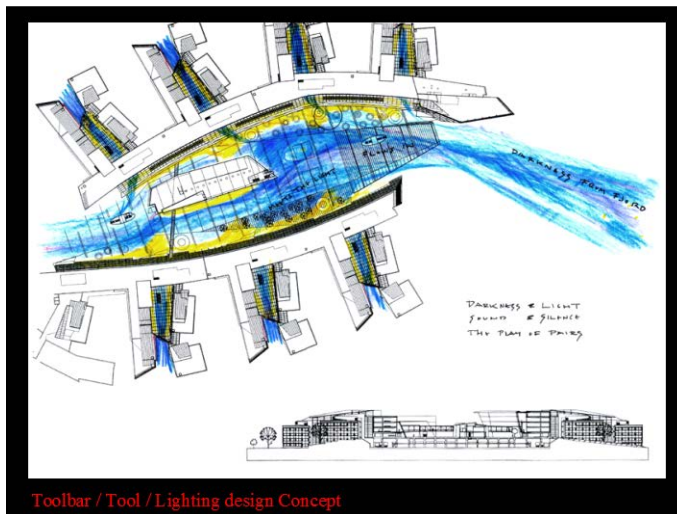 DARKNESS FROM FJORD
DARKNESS & LIGHT
SOUND & SILENCE
THE PLAY OF PAIRS
Toolbar / Tool / Lighting design Concept